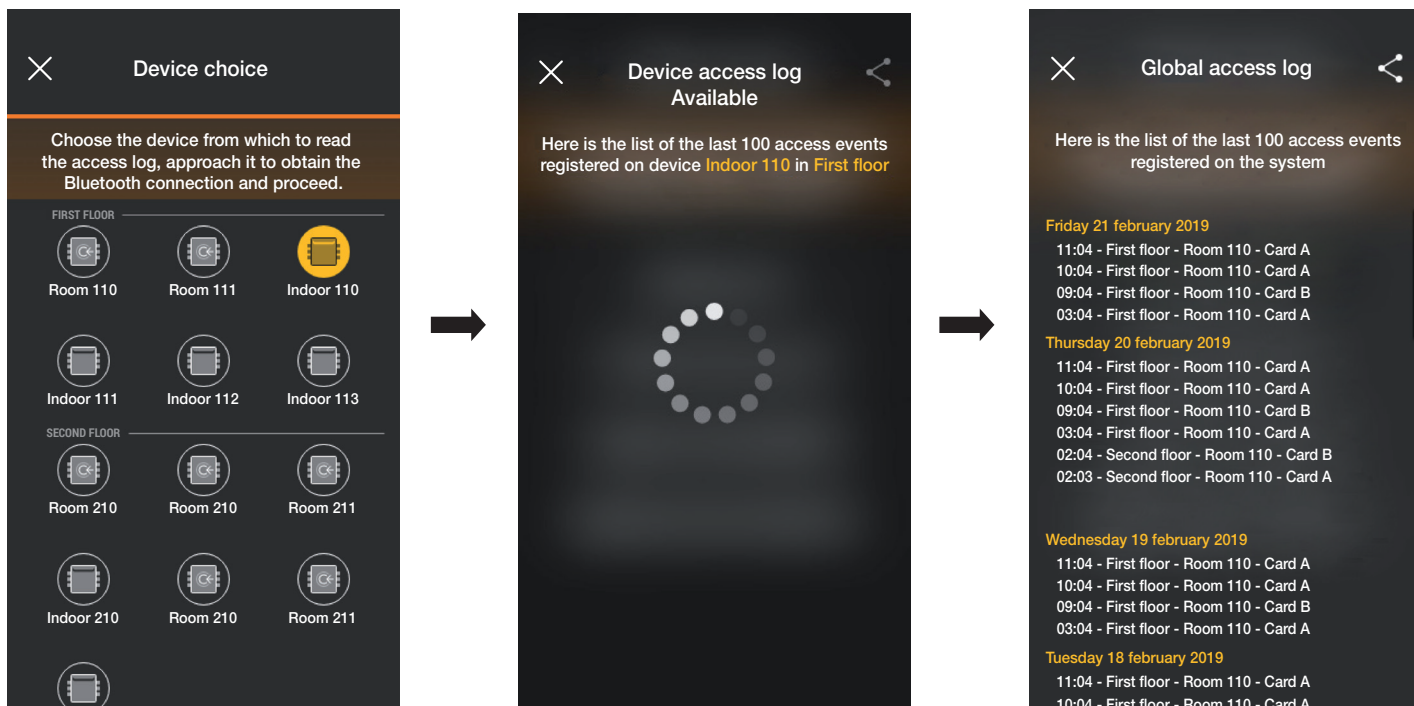 Device choice
Choose the device from which to read
the access log, approach it to obtain the
Bluetooth connection and proceed.
FIRST FLOOR
Room 110
Room 111
Indoor 110
Indoor 111
Indoor 112
Indoor 113
SECOND FLOOR
Room 210
Room 210
Room 211
Indoor 210
Room 210
Room 211
Device access log
Available
Here is the list of the last 100 access events
registered on device Indoor 110 in First floor
Global access log
Here is the list of the last 100 access events
registered on the system
Friday 21 february 2019
11:04 - First floor - Room 110 - Card A
10:04 - First floor - Room 110 - Card A
09:04 - First floor - Room 110 - Card B
03:04 - First floor - Room 110 - Card A
Thursday 20 february 2019
11:04 - First floor - Room 110 - Card A
10:04 - First floor - Room 110 - Card A
09:04 - First floor - Room 110 - Card B
03:04 - First floor - Room 110 - Card A
02:04 - Second floor - Room 110 - Card B
02:03 - Second floor - Room 110 - Card A
Wednesday 19 february 2019
11:04 - First floor - Room 110 - Card A
10:04 - First floor - Room 110 - Card A
09:04 - First floor - Room 110 - Card B
03:04 - First floor - Room 110 - Card A
Tuesday 18 february 2019
11:04 - First floor - Room 110 - Card A
10:04 - First floor - Room 110 - Card A